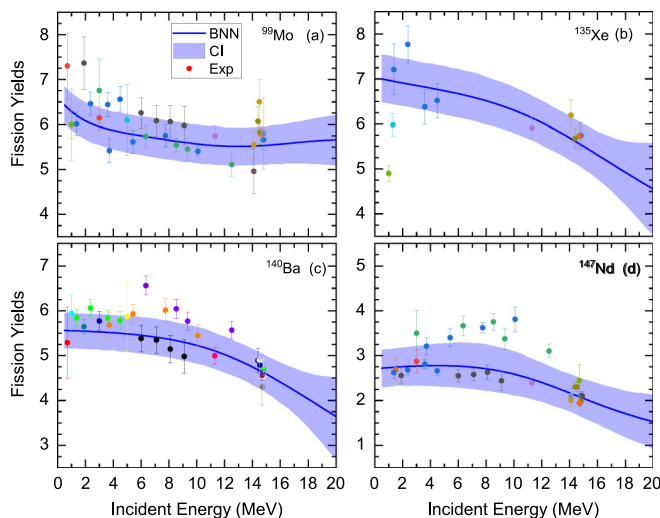 ⁹⁹Mo (a)
BNN
CI
Exp
Fission Yields
8
7
6
5
4
¹³⁵Xe (b)
8
7
6
5
4
¹⁴⁰Ba (c)
Fission Yields
7
6
5
4
3
0 2 4 6 8 10 12 14 16 18 20
Incident Energy (MeV)
¹⁴⁷Nd (d)
5
4
3
2
1
0 2 4 6 8 10 12 14 16 18 20
Incident Energy (MeV)